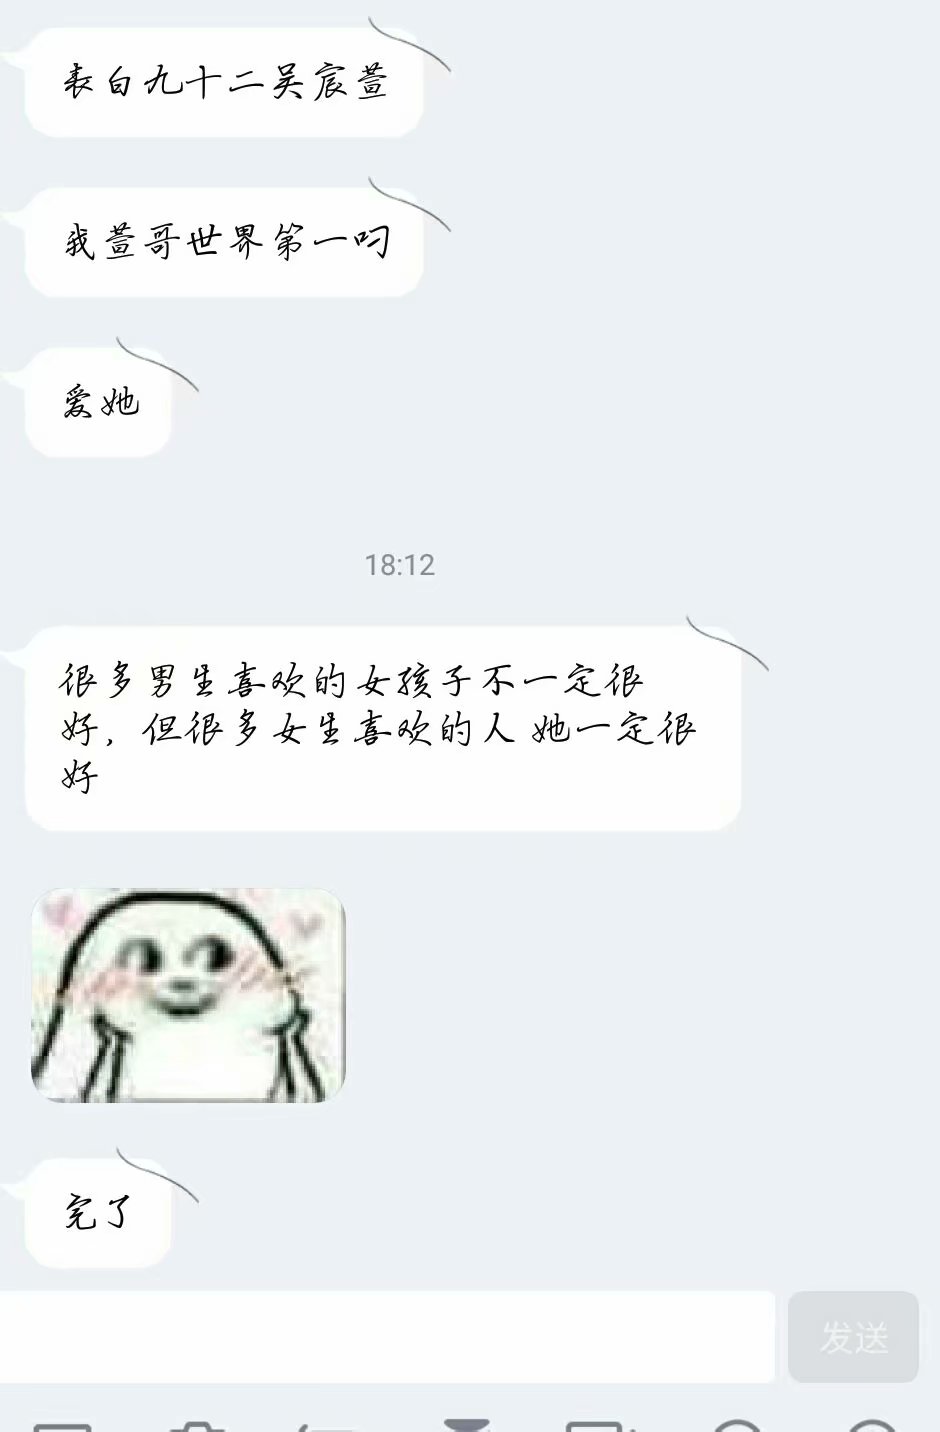 表白九十二吴宸萱
我萱哥世界第一叼
爱她
18:12
很多男生喜欢的女孩子不一定很
好，但很多女生喜欢的人 她一定很
好
完了
发送